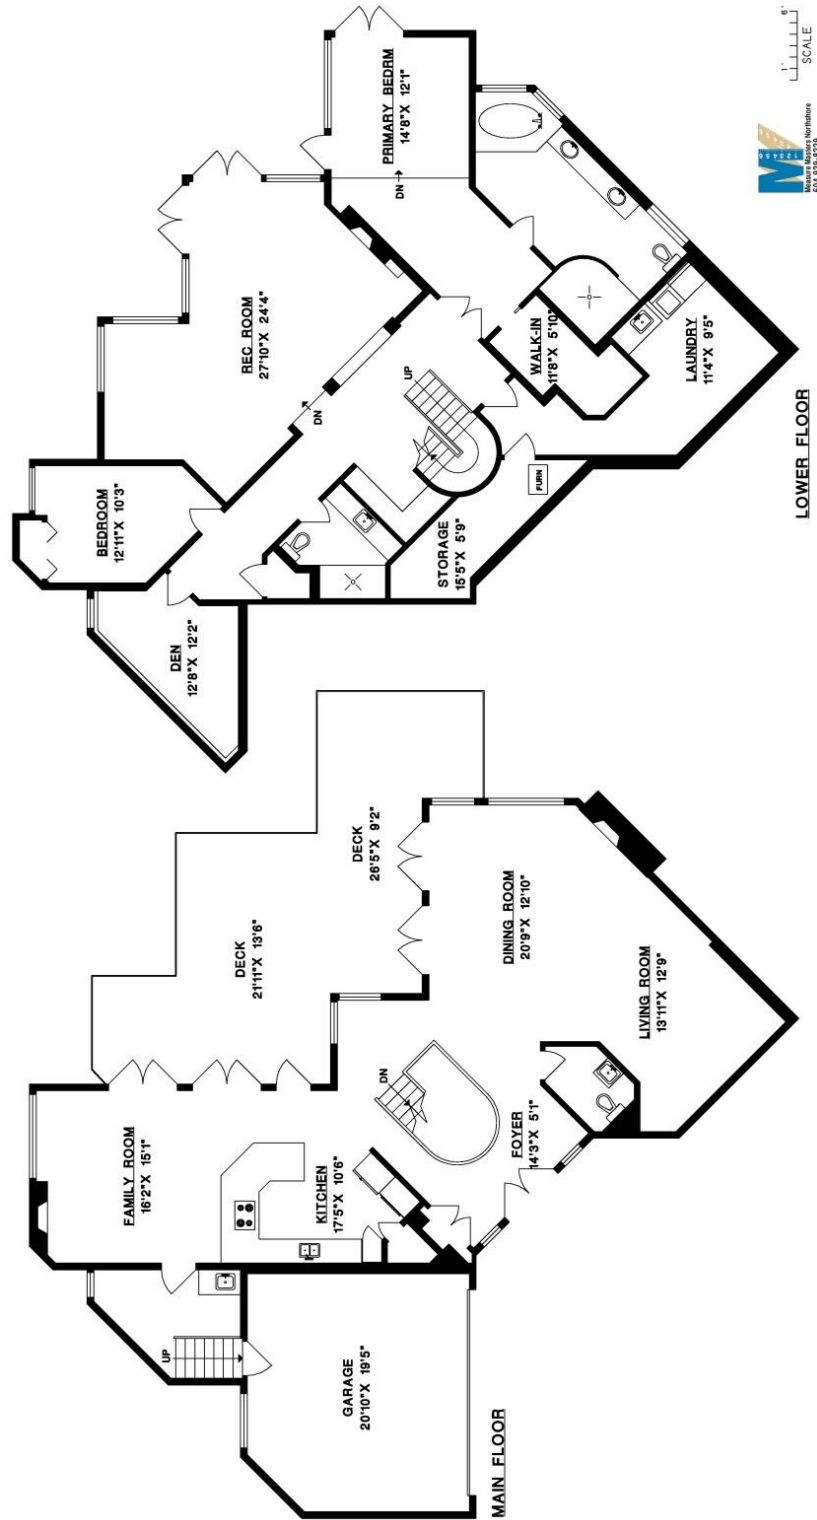 PRIMARY BEDRM
14'8"X 12'1"
DN
REC ROOM
27'10"X 24'4"
DN
UP
WALK-IN
11'8"X 5'10"
LAUNDRY
11'4"X 9'5"
BEDROOM
12'11"X 10'3"
DEN
12'8"X 12'2"
STORAGE
15'5"X 5'9"
FURN
LOWER FLOOR
1'
6'
SCALE
M
123456
Measure Masters Northshore
DECK
21'11"X 13'6"
DECK
26'5"X 9'2"
DINING ROOM
20'9"X 12'10"
LIVING ROOM
13'11"X 12'9"
FAMILY ROOM
16'2"X 15'1"
KITCHEN
17'5"X 10'6"
DN
FOYER
14'3"X 5'1"
UP
GARAGE
20'10"X 19'5"
MAIN FLOOR